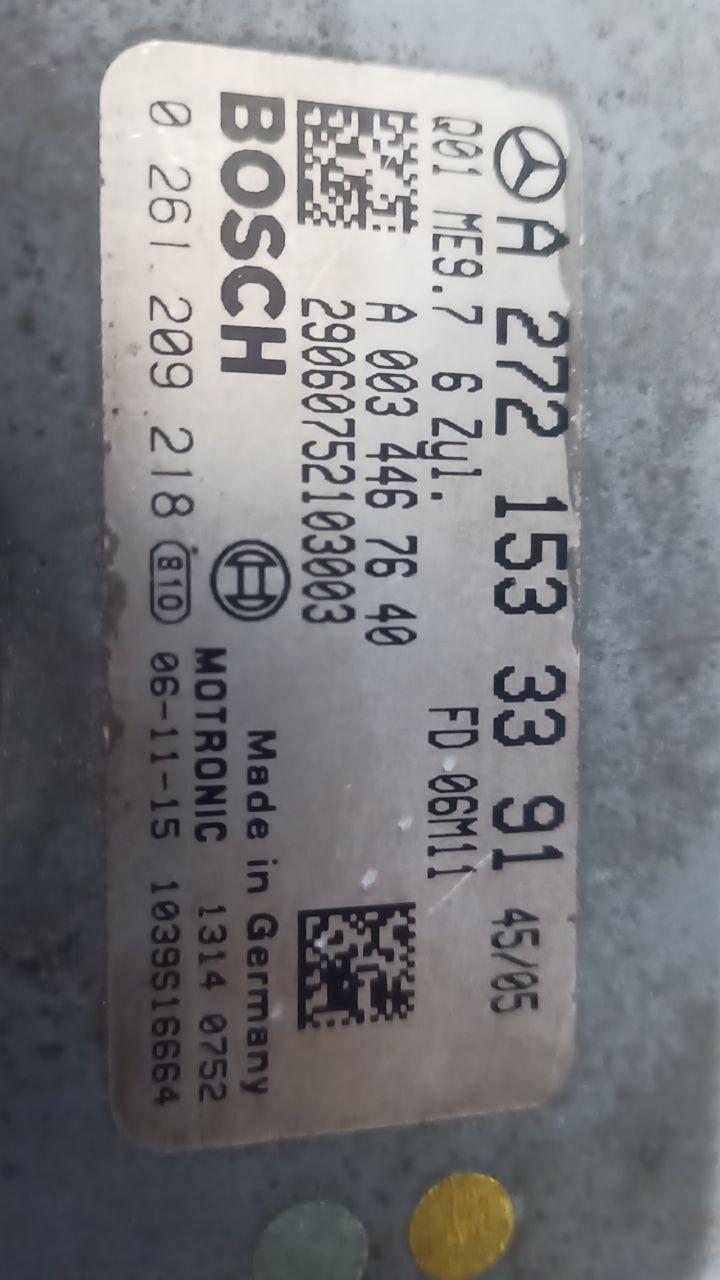 A 272 153 33 91 45/05
Q01 ME9.7 6 Zyl. FD 06M11
A 003 446 76 40
29060752103003
BOSCH
Made in Germany
MOTRONIC 1314 0752
0 261 209 218 810 06-11-15 1039S16664